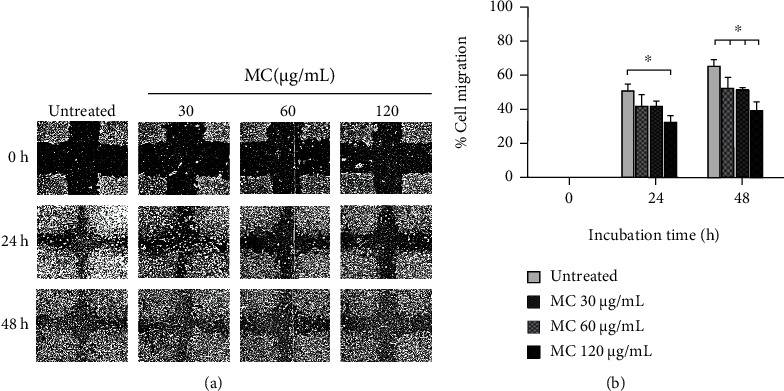 MC(µg/mL)
Untreated 30 60 120
0 h
24 h
48 h
(a)
% Cell migration
100
80
60
40
20
0
*
*
0 24 48
Incubation time (h)
Untreated
MC 30 µg/mL
MC 60 µg/mL
MC 120 µg/mL
(b)